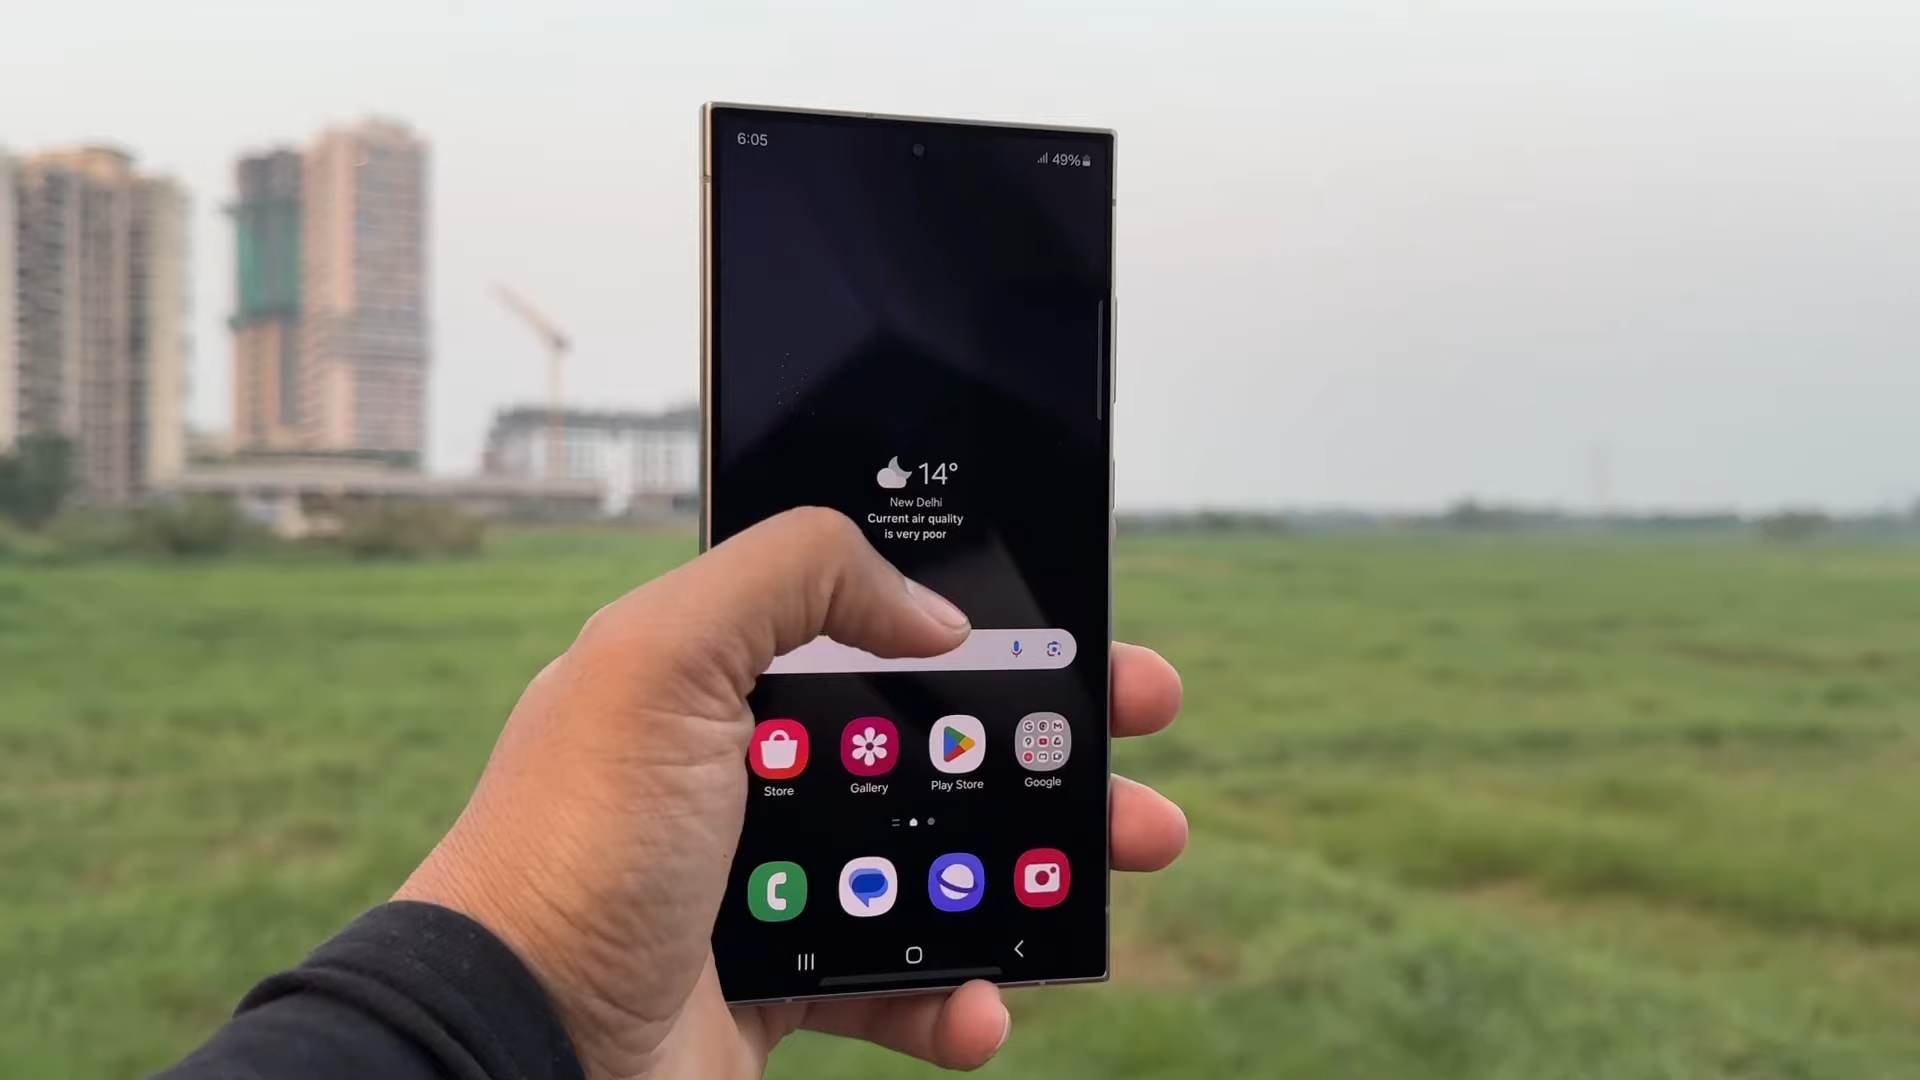 6:05
49%
14°
New Delhi
Current air quality
is very poor
Store
Gallery
Play Store
Google